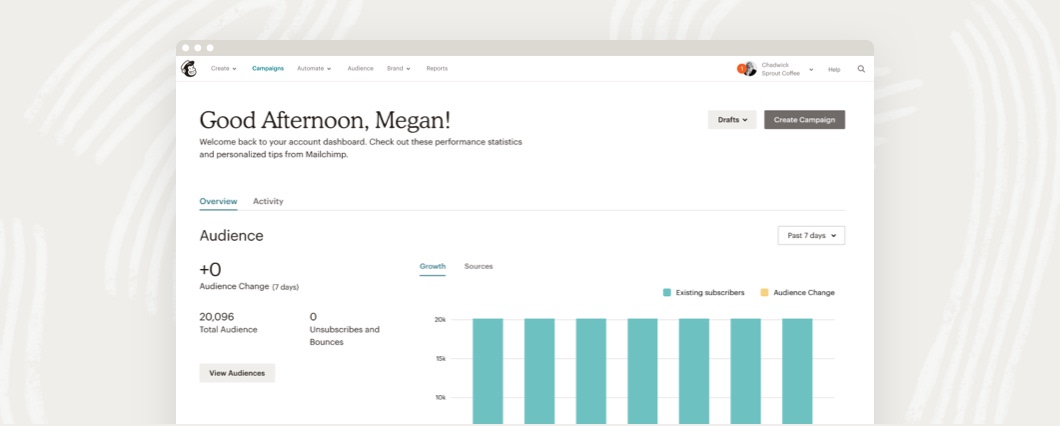 Create
Campaigns
Automate
Audience
Brand
Reports
1
Chadwick
Sprout Coffee
Help
Good Afternoon, Megan!
Drafts
Create Campaign
Welcome back to your account dashboard. Check out these performance statistics
and personalized tips from Mailchimp.
Overview
Activity
Audience
Past 7 days
+0
Audience Change (7 days)
20,096
Total Audience
0
Unsubscribes and
Bounces
View Audiences
Growth
Sources
Existing subscribers
Audience Change
20k
15k
10k